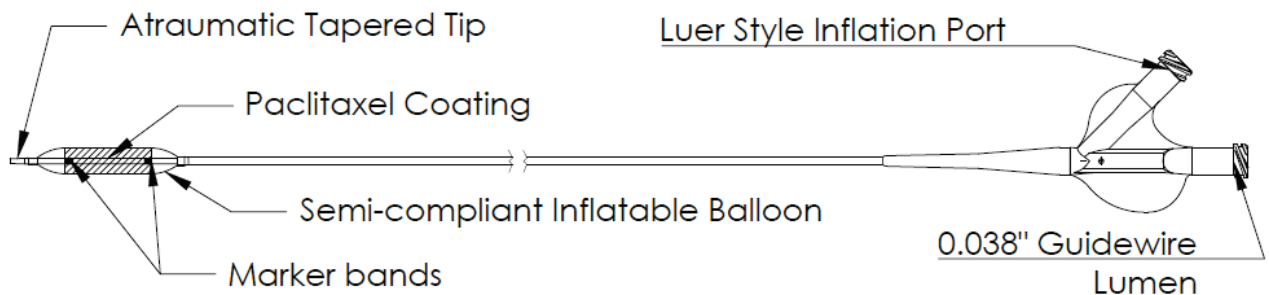 Atraumatic Tapered Tip
Luer Style Inflation Port
Paclitaxel Coating
Semi-compliant Inflatable Balloon
0.038" Guidewire
Lumen
Marker bands